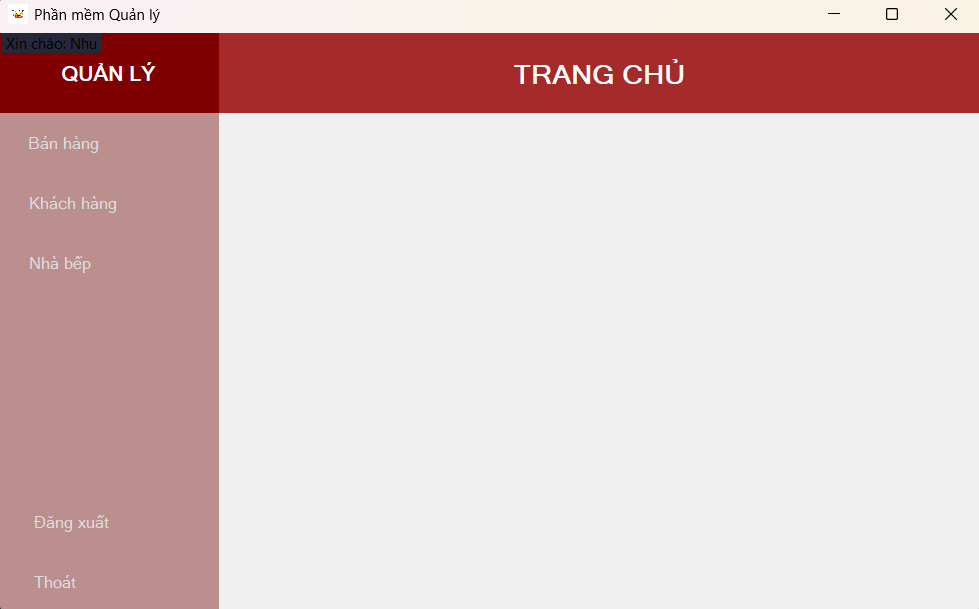 Phần mềm Quản lý
Xin chào: Nhu
QUẢN LÝ
TRANG CHỦ
Bán hàng
Khách hàng
Nhà bếp
Đăng xuất
Thoát